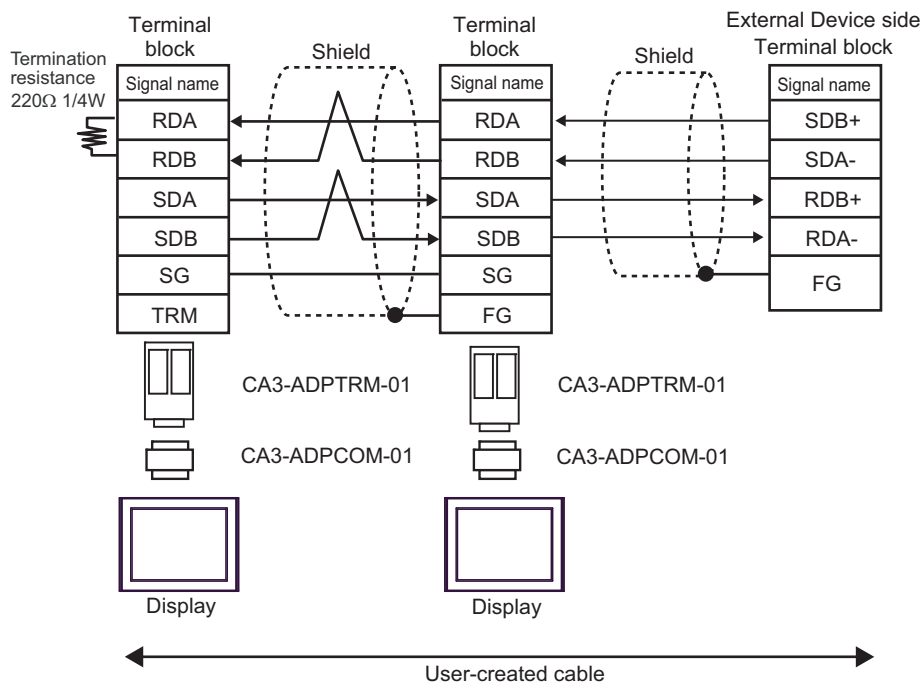 Terminal
block
Terminal
block
External Device side
Terminal block
Termination
resistance
220Ω 1/4W
Shield
Shield
Signal name
Signal name
Signal name
RDA
RDA
SDB+
RDB
RDB
SDA-
SDA
SDA
RDB+
SDB
SDB
RDA-
SG
SG
FG
TRM
FG
CA3-ADPTRM-01
CA3-ADPTRM-01
CA3-ADPCOM-01
CA3-ADPCOM-01
Display
Display
User-created cable